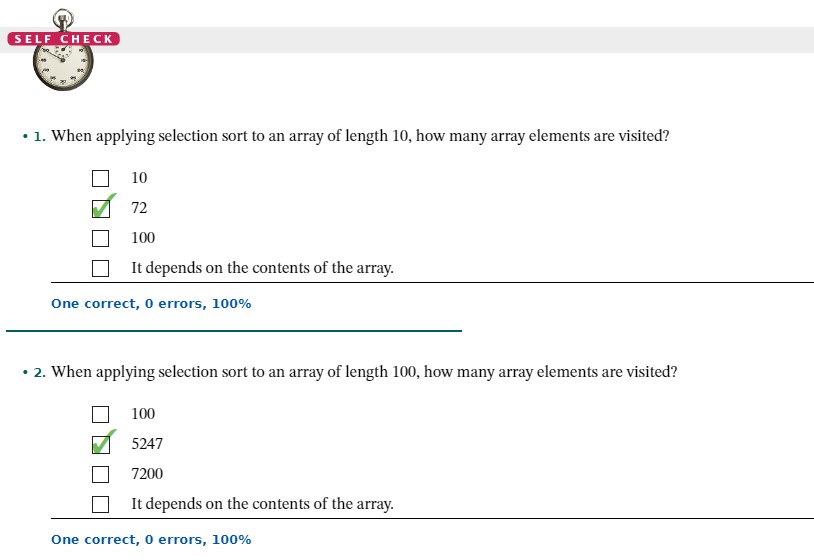 SELF CHECK
• 1. When applying selection sort to an array of length 10, how many array elements are visited?
10
72
100
It depends on the contents of the array.
One correct, 0 errors, 100%
• 2. When applying selection sort to an array of length 100, how many array elements are visited?
100
5247
7200
It depends on the contents of the array.
One correct, 0 errors, 100%